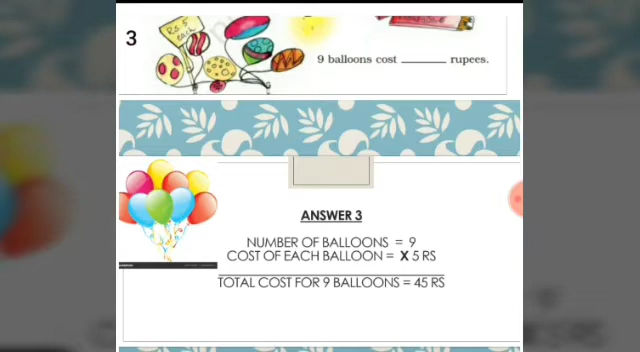 3
Rs 5
each
9 balloons cost ______ rupees.
ANSWER 3
NUMBER OF BALLOONS = 9
COST OF EACH BALLOON = X 5 RS
TOTAL COST FOR 9 BALLOONS = 45 RS